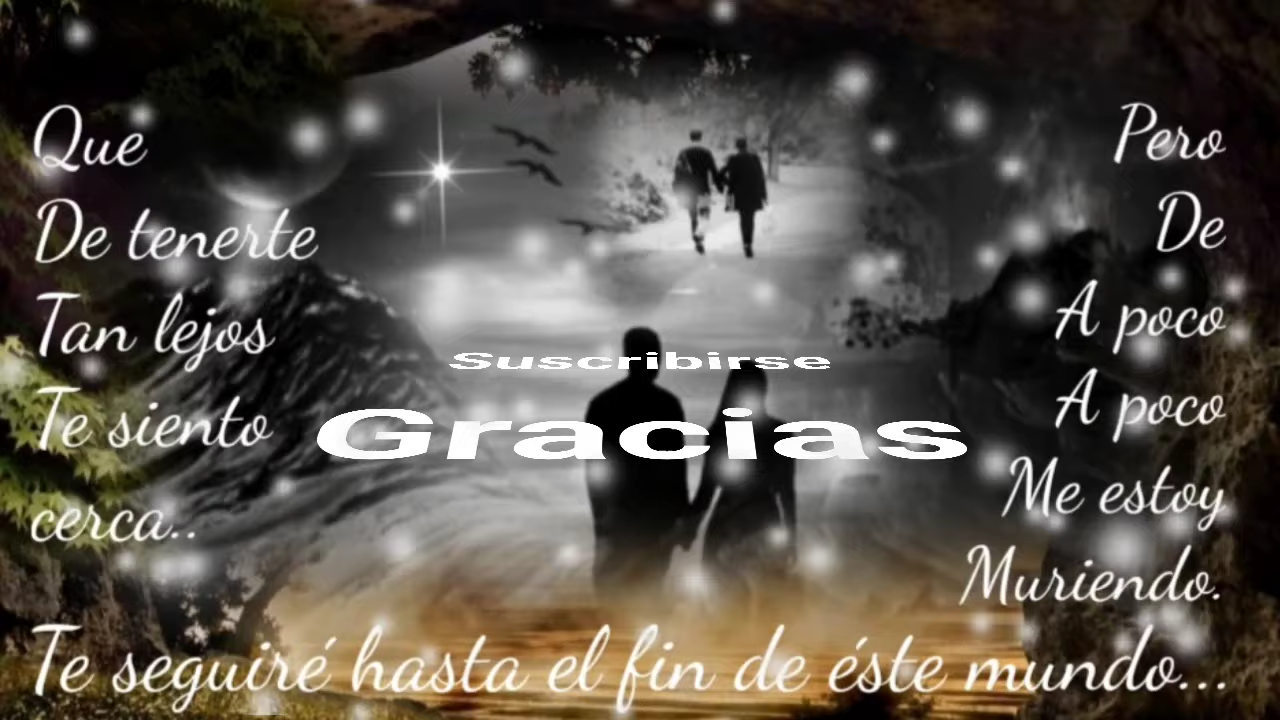 Que
De tenerte
Tan lejos
Te siento
cerca..
Pero
De
A poco
A poco
Me estoy
Muriendo.
Suscribirse
Gracias
Te seguiré hasta el fin de éste mundo...